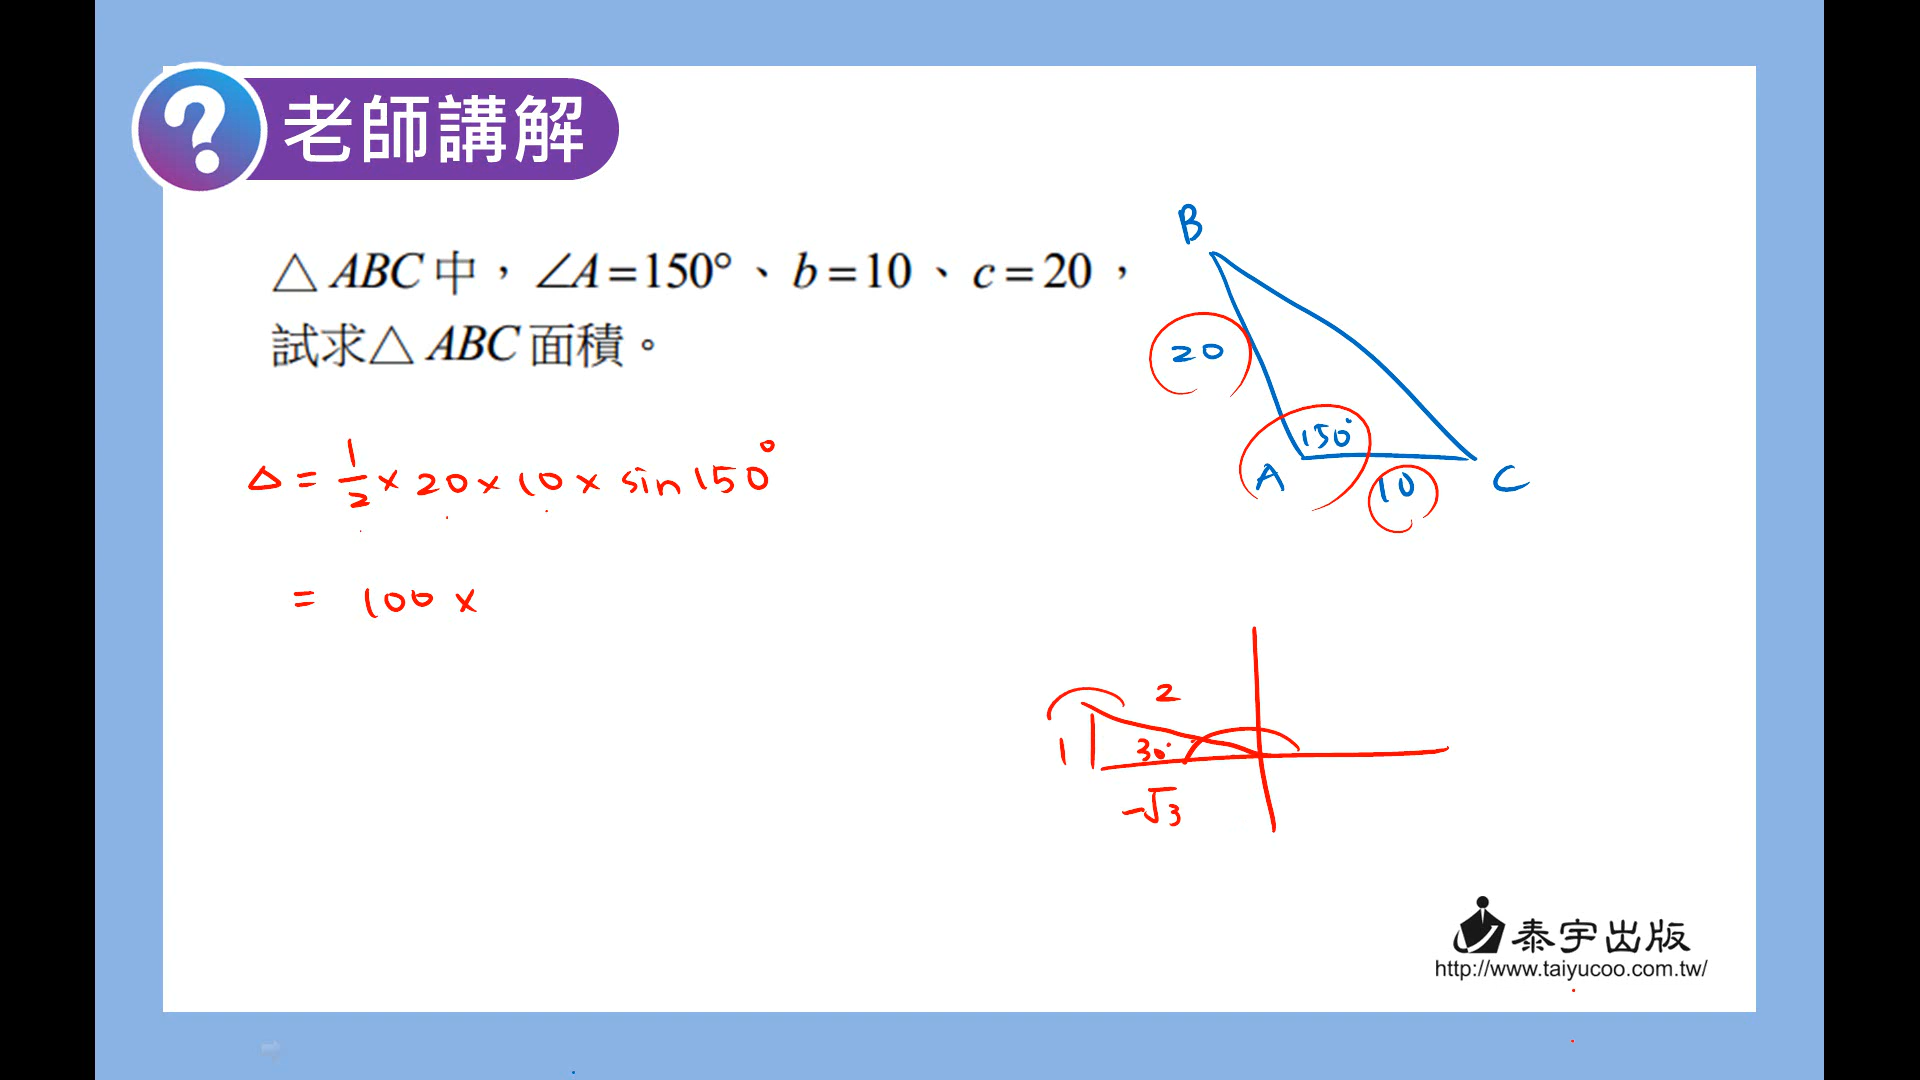 老師講解
△ABC中，∠A=150°、b=10、c=20，
試求△ABC面積。
B
20
150°
A
10
C
Δ = 1/2 × 20 × 10 × sin 150°
= 100 ×
2
1
30°
-√3
泰宇出版
http://www.taiyucoo.com.tw/